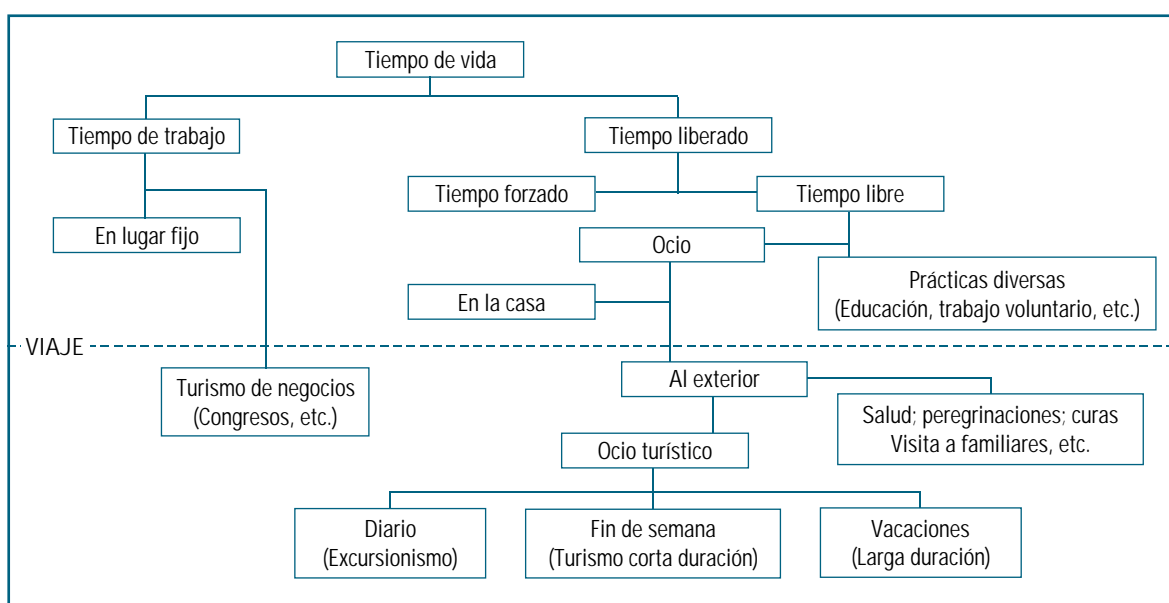 Tiempo de vida
Tiempo de trabajo
Tiempo liberado
Tiempo forzado
Tiempo libre
En lugar fijo
Ocio
Prácticas diversas
(Educación, trabajo voluntario, etc.)
En la casa
VIAJE
Turismo de negocios
(Congresos, etc.)
Al exterior
Salud; peregrinaciones; curas
Visita a familiares, etc.
Ocio turístico
Diario
(Excursionismo)
Fin de semana
(Turismo corta duración)
Vacaciones
(Larga duración)